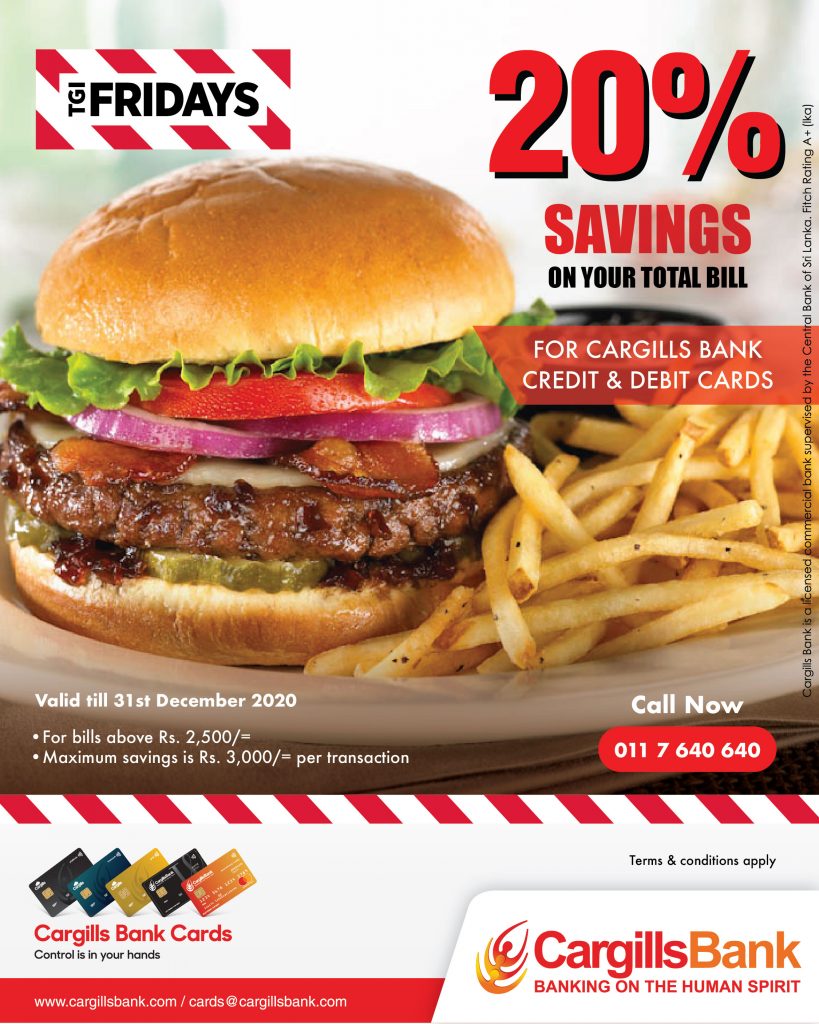 TGI FRIDAYS
20%
SAVINGS
ON YOUR TOTAL BILL
FOR CARGILLS BANK
CREDIT & DEBIT CARDS
Cargills Bank is a licensed commercial bank supervised by the Central Bank of Sri Lanka. Fitch Rating A+ (lka)
Valid till 31st December 2020
• For bills above Rs. 2,500/=
• Maximum savings is Rs. 3,000/= per transaction
Call Now
011 7 640 640
Terms & conditions apply
CargillsBank
Cargills Bank Cards
Control is in your hands
CargillsBank
BANKING ON THE HUMAN SPIRIT
www.cargillsbank.com / cards@cargillsbank.com